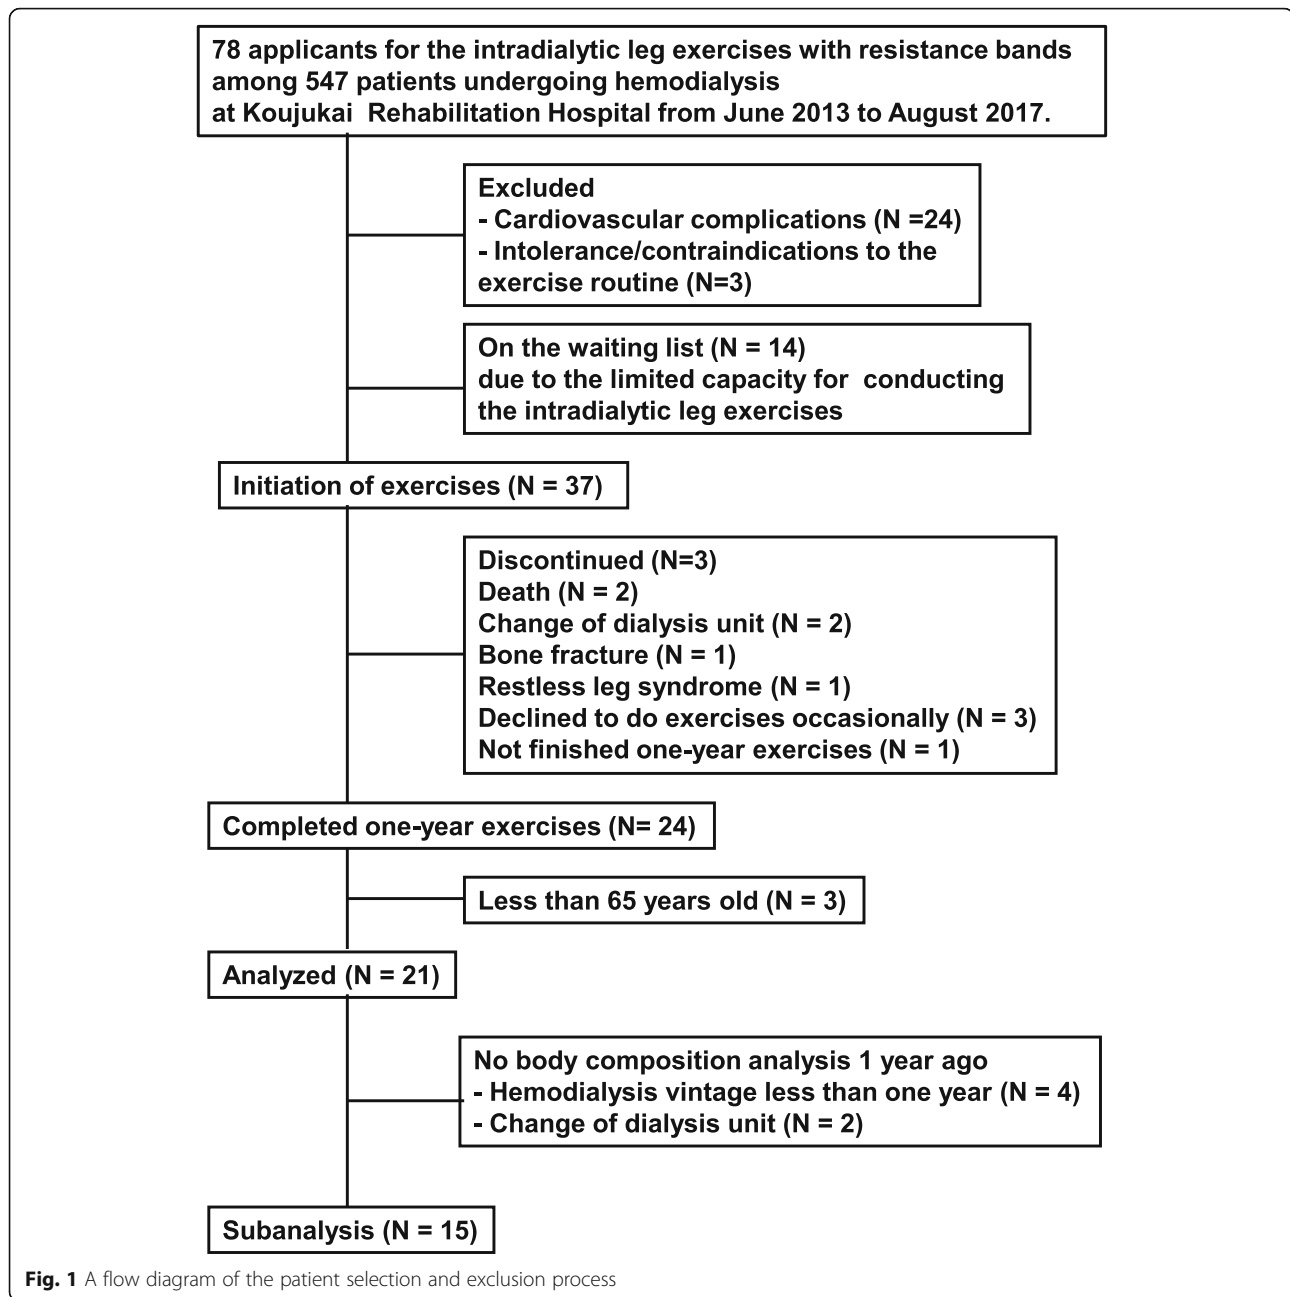 78 applicants for the intradialytic leg exercises with resistance bands
among 547 patients undergoing hemodialysis
at Koujukai Rehabilitation Hospital from June 2013 to August 2017.
Excluded
- Cardiovascular complications (N =24)
- Intolerance/contraindications to the
exercise routine (N=3)
On the waiting list (N = 14)
due to the limited capacity for conducting
the intradialytic leg exercises
Initiation of exercises (N = 37)
Discontinued (N=3)
Death (N = 2)
Change of dialysis unit (N = 2)
Bone fracture (N = 1)
Restless leg syndrome (N = 1)
Declined to do exercises occasionally (N = 3)
Not finished one-year exercises (N = 1)
Completed one-year exercises (N= 24)
Less than 65 years old (N = 3)
Analyzed (N = 21)
No body composition analysis 1 year ago
- Hemodialysis vintage less than one year (N = 4)
- Change of dialysis unit (N = 2)
Subanalysis (N = 15)
Fig. 1 A flow diagram of the patient selection and exclusion process